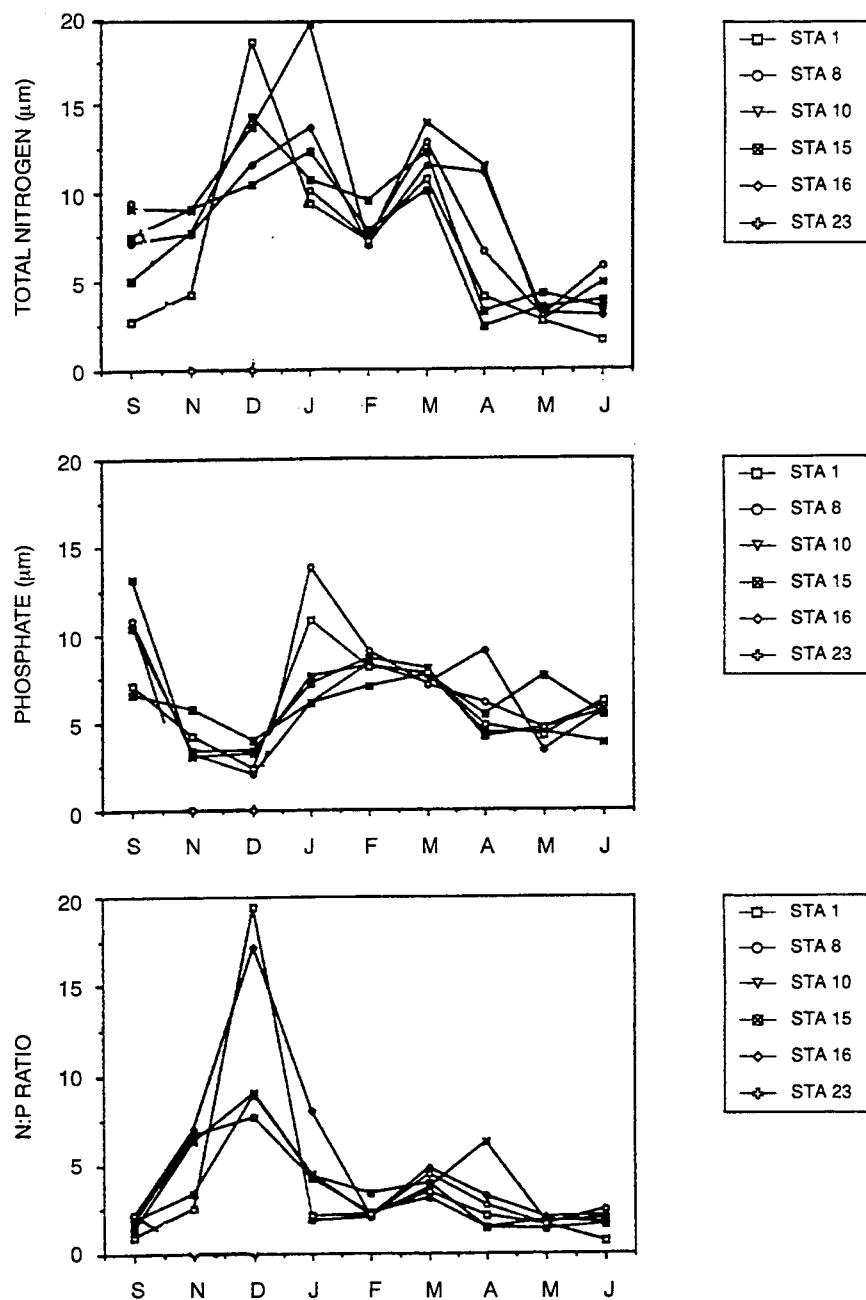 TOTAL NITROGEN (µm)
20
15
10
5
0
S N D J F M A M J
STA 1
STA 8
STA 10
STA 15
STA 16
STA 23
PHOSPHATE (µm)
20
15
10
5
0
S N D J F M A M J
STA 1
STA 8
STA 10
STA 15
STA 16
STA 23
N:P RATIO
20
15
10
5
0
S N D J F M A M J
STA 1
STA 8
STA 10
STA 15
STA 16
STA 23